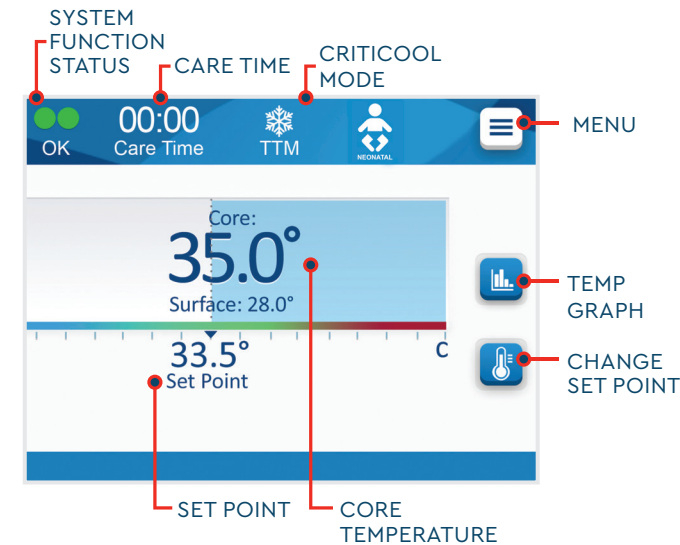 SYSTEM
FUNCTION
STATUS
CARE TIME
CRITICOOL
MODE
OK
00:00
Care Time
TTM
NEONATAL
MENU
Core:
35.0°
Surface: 28.0°
33.5°
C
Set Point
TEMP
GRAPH
CHANGE
SET POINT
SET POINT
CORE
TEMPERATURE